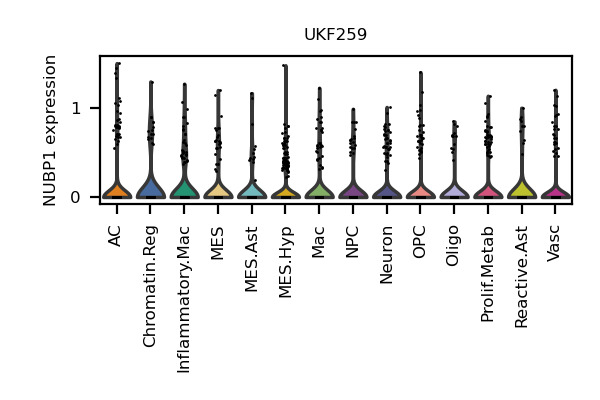 UKF259
NUBP1 expression
1
0
AC
Chromatin.Reg
Inflammatory.Mac
MES
MES.Ast
MES.Hyp
Mac
NPC
Neuron
OPC
Oligo
Prolif.Metab
Reactive.Ast
Vasc